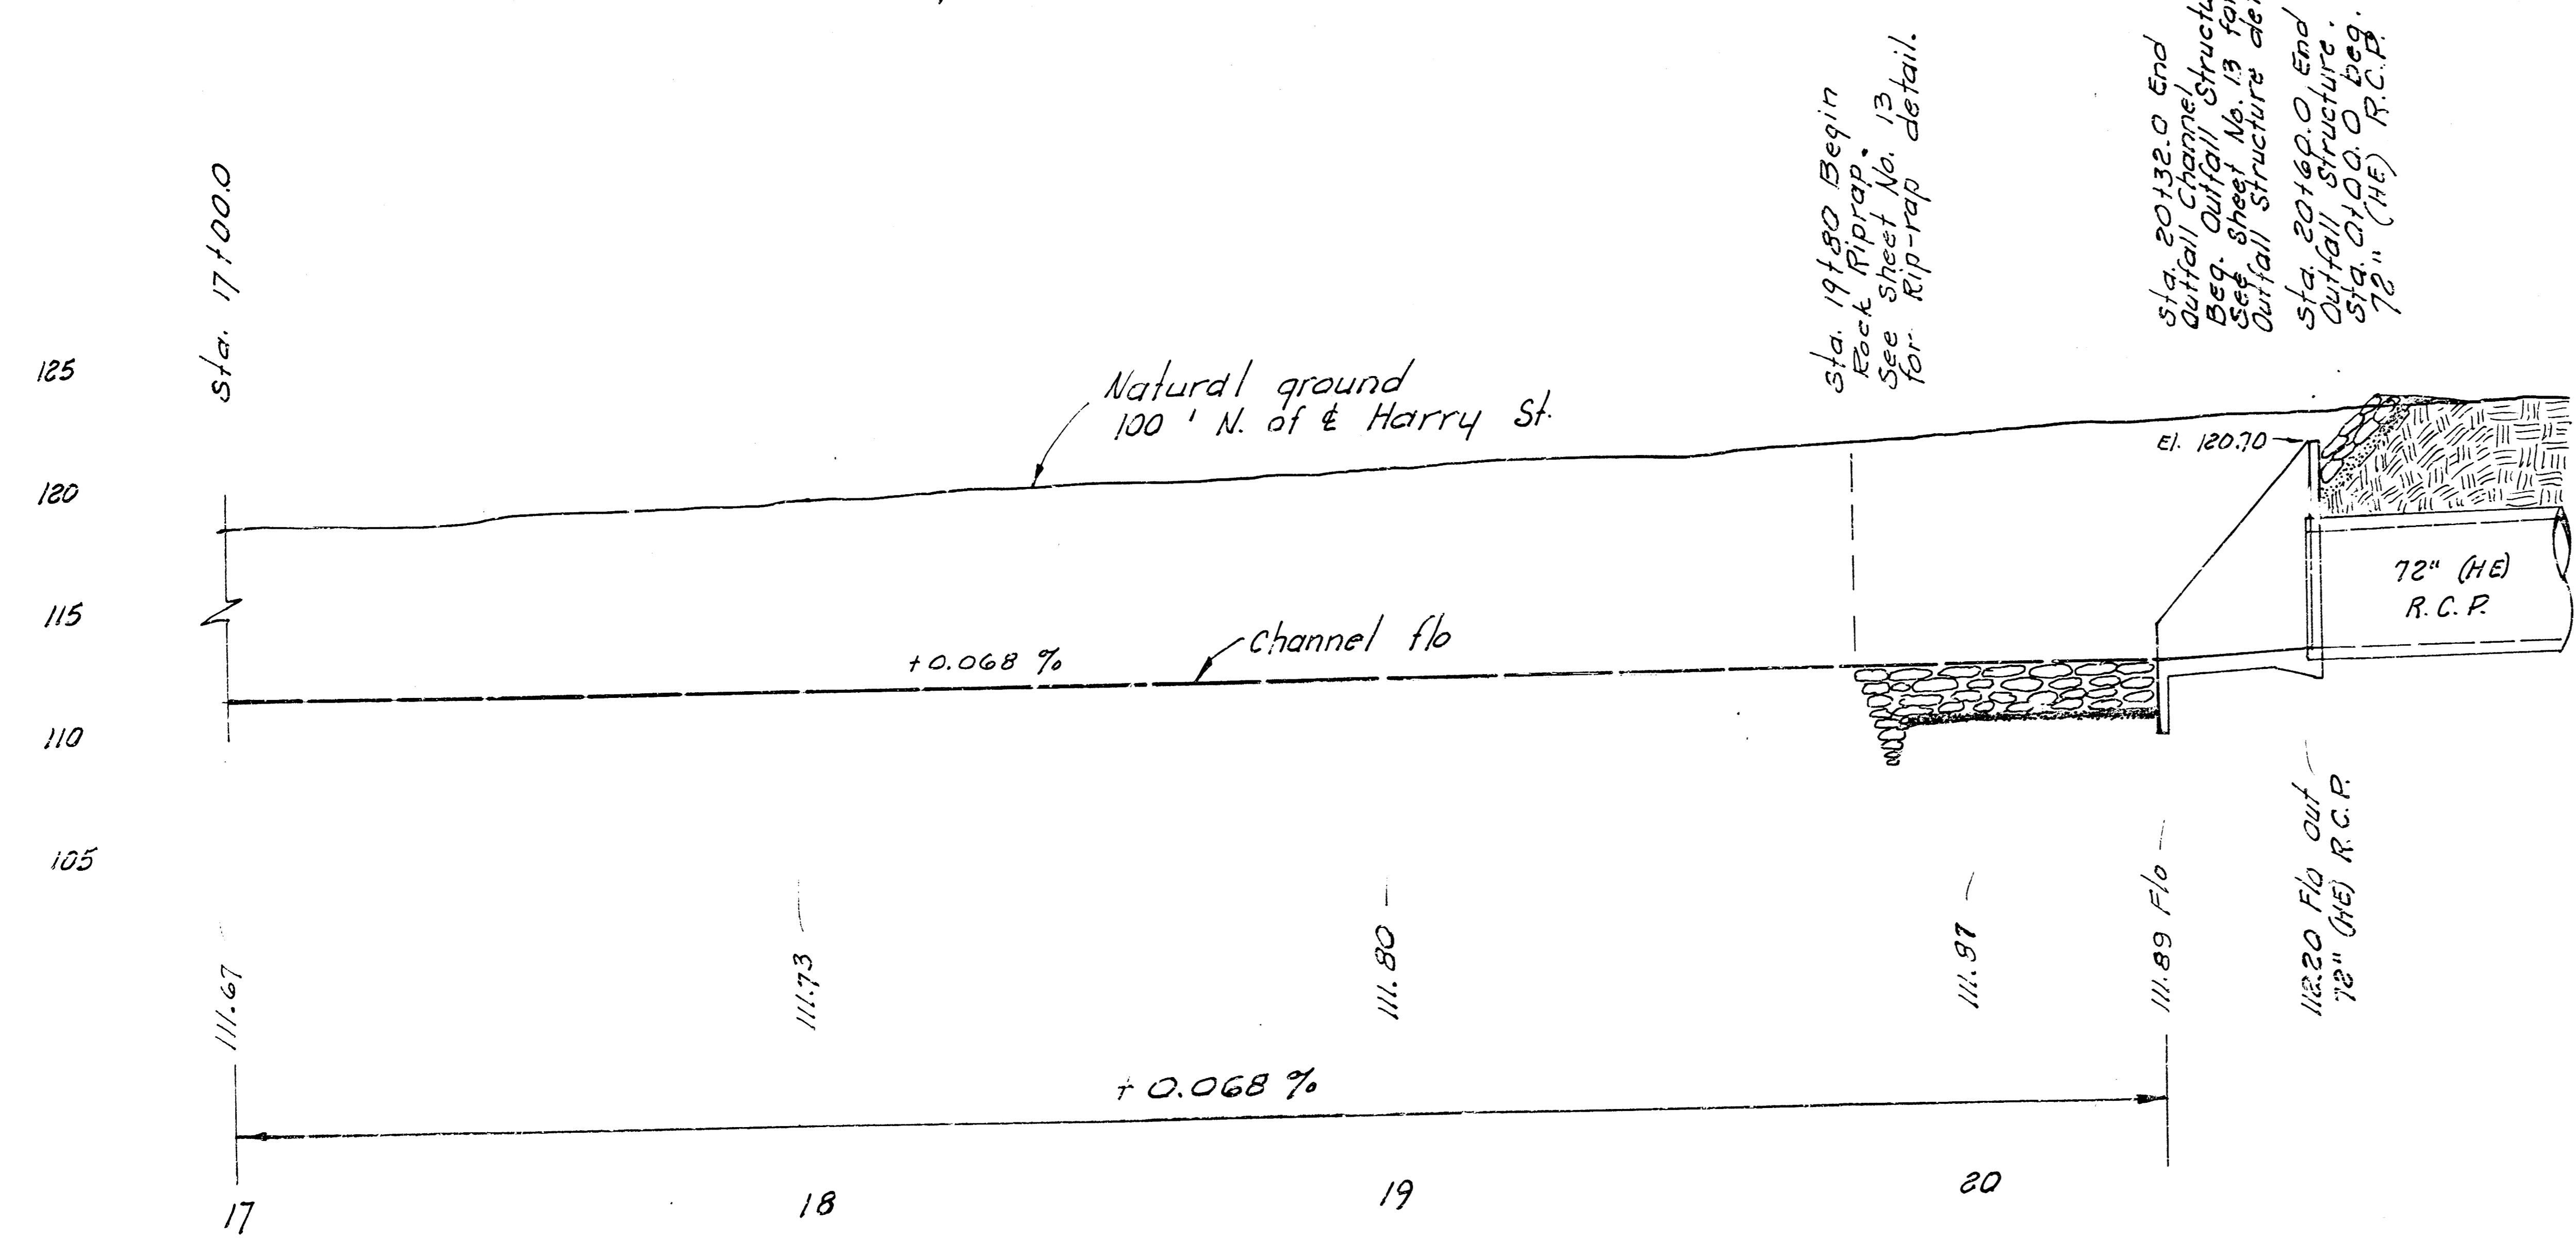 Sta. 17+00.0
Sta. 19+80 Begin
Rock Riprap.
See Sheet No. 13
for Rip-rap detail.
Sta. 20+32.0 End
Outfall Channel
Beg. Outfall
See Sheet No. 13
Outfall Structure
Sta. 20+60.0 End
Outfall Structure.
Sta. 0+00.0 beg.
72" (HE) R.C.P.
125
120
115
110
105
Natural ground
100' N. of ℄ Harry St.
El. 120.70
72" (HE)
R.C.P.
Channel flo
+0.068 %
111.67
111.73
111.80
111.87
111.89 Flo
112.20 Flo Out
72" (HE) R.C.P.
+ 0.068 %
17
18
19
20